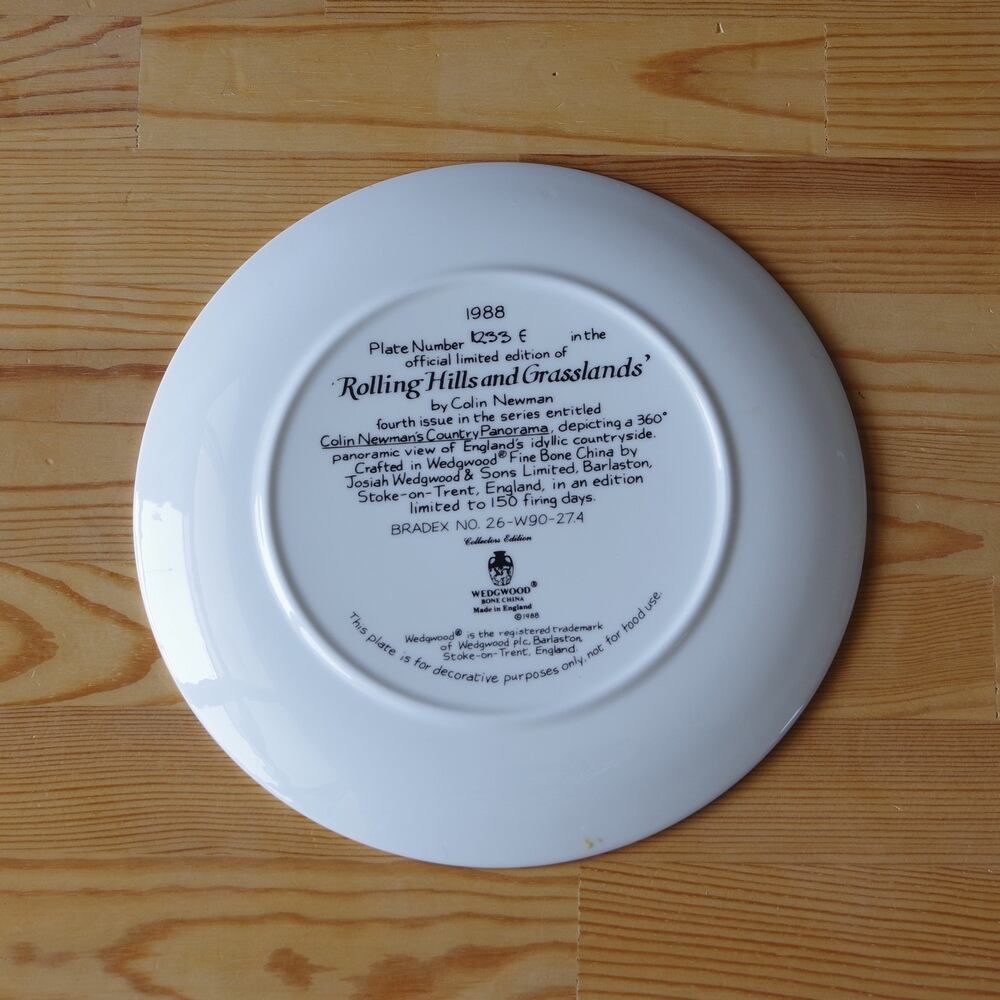 1988
Plate Number 1233 E in the
official limited edition of
'Rolling Hills and Grasslands'
by Colin Newman
fourth issue in the series entitled
Colin Newman's Country Panorama, depicting a 360°
panoramic view of England's idyllic countryside.
Crafted in Wedgwood® Fine Bone China by
Josiah Wedgwood & Sons Limited, Barlaston,
Stoke-on-Trent, England, in an edition
limited to 150 firing days.
BRADEX NO. 26-W90-27.4
Collectors Edition
WEDGWOOD®
BONE CHINA
Made in England
©1988
Wedgwood® is the registered trademark
of Wedgwood plc, Barlaston,
Stoke-on-Trent, England.
This plate is for decorative purposes only, not for food use.